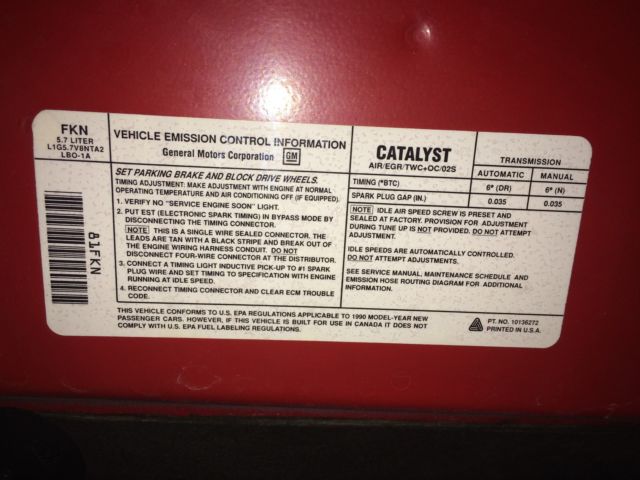 FKN
5.7 LITER
L1G5.7V8NTA2
LBO-1A
81FKN
VEHICLE EMISSION CONTROL INFORMATION
General Motors Corporation GM
CATALYST
AIR/EGR/TWC+OC/02S
TRANSMISSION
AUTOMATIC MANUAL
TIMING (°BTC) 6° (DR) 6° (N)
SPARK PLUG GAP (IN.) 0.035 0.035
SET PARKING BRAKE AND BLOCK DRIVE WHEELS.
TIMING ADJUSTMENT: MAKE ADJUSTMENT WITH ENGINE AT NORMAL
OPERATING TEMPERATURE AND AIR CONDITIONING OFF (IF EQUIPPED).
1. VERIFY NO "SERVICE ENGINE SOON" LIGHT.
2. PUT EST (ELECTRONIC SPARK TIMING) IN BYPASS MODE BY
DISCONNECTING THE TIMING CONNECTOR.
NOTE THIS IS A SINGLE WIRE SEALED CONNECTOR. THE
LEADS ARE TAN WITH A BLACK STRIPE AND BREAK OUT OF
THE ENGINE WIRING HARNESS CONDUIT. DO NOT
DISCONNECT FOUR-WIRE CONNECTOR AT THE DISTRIBUTOR.
3. CONNECT A TIMING LIGHT INDUCTIVE PICK-UP TO #1 SPARK
PLUG WIRE AND SET TIMING TO SPECIFICATION WITH ENGINE
RUNNING AT IDLE SPEED.
4. RECONNECT TIMING CONNECTOR AND CLEAR ECM TROUBLE
CODE.
NOTE IDLE AIR SPEED SCREW IS PRESET AND
SEALED AT FACTORY. PROVISION FOR ADJUSTMENT
DURING TUNE UP IS NOT PROVIDED. DO NOT ATTEMPT
ADJUSTMENT.
IDLE SPEEDS ARE AUTOMATICALLY CONTROLLED.
DO NOT ATTEMPT ADJUSTMENTS.
SEE SERVICE MANUAL, MAINTENANCE SCHEDULE AND
EMISSION HOSE ROUTING DIAGRAM FOR ADDITIONAL
INFORMATION.
THIS VEHICLE CONFORMS TO U.S. EPA REGULATIONS APPLICABLE TO 1990 MODEL-YEAR NEW
PASSENGER CARS. HOWEVER, IF THIS VEHICLE IS BUILT FOR USE IN CANADA IT DOES NOT
COMPLY WITH U.S. EPA FUEL LABELING REGULATIONS.
PT. NO. 10136272
PRINTED IN U.S.A.